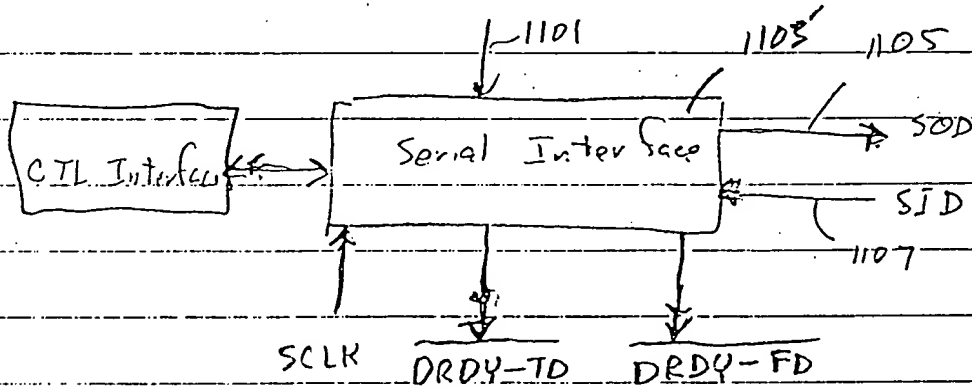 1101
1103
1105
SOD
Serial Interface
CTL Interface
SID
1107
SCLK
DRDY-TD
DRDY-FD